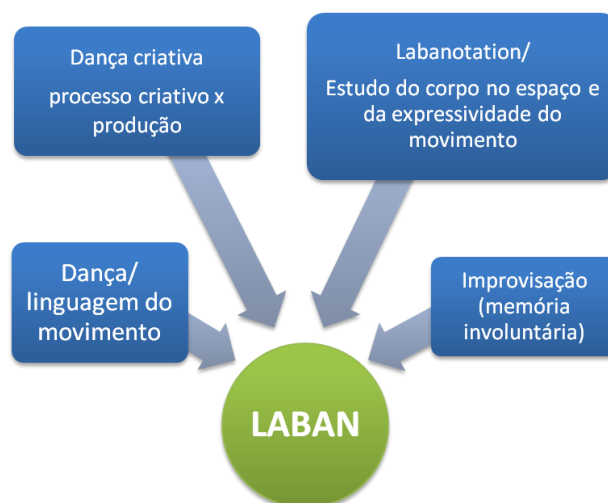 Dança criativa
processo criativo x
produção
Labanotation/
Estudo do corpo no espaço e
da expressividade do
movimento
Dança/
linguagem do
movimento
Improvisação
(memória
involuntária)
LABAN